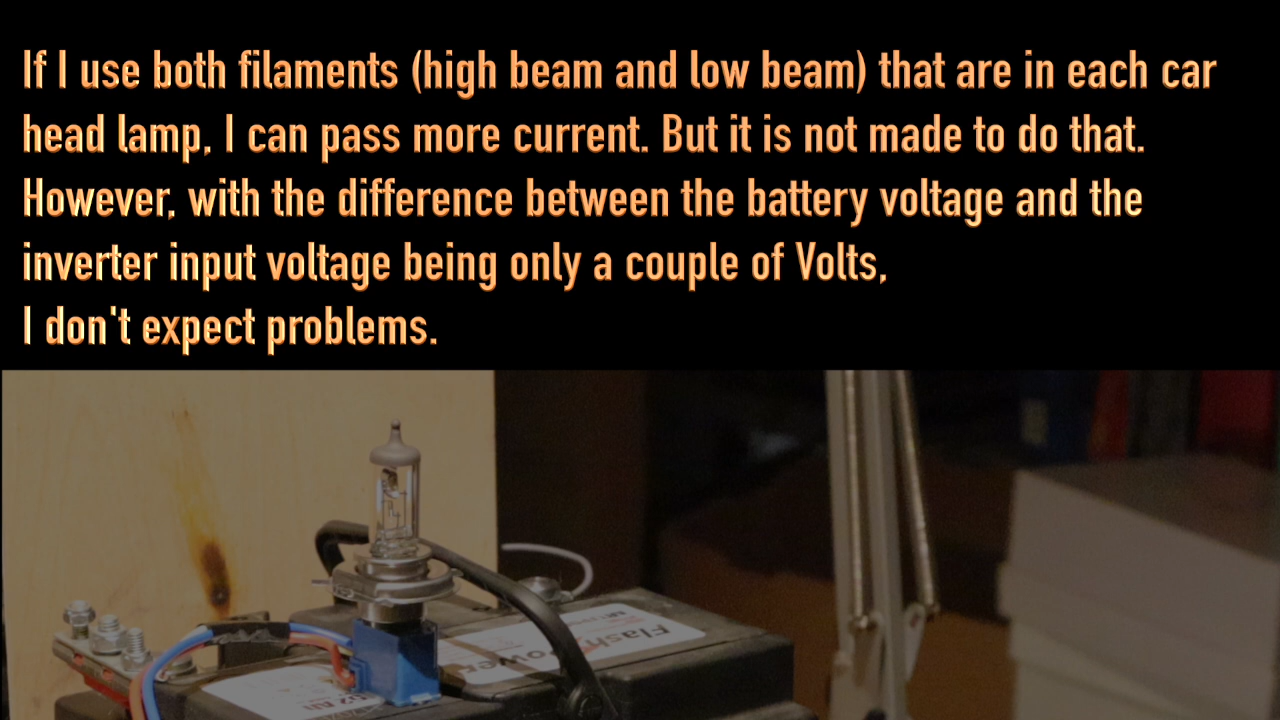 If I use both filaments (high beam and low beam) that are in each car
head lamp, I can pass more current. But it is not made to do that.
However, with the difference between the battery voltage and the
inverter input voltage being only a couple of Volts,
I don't expect problems.
Flash Power